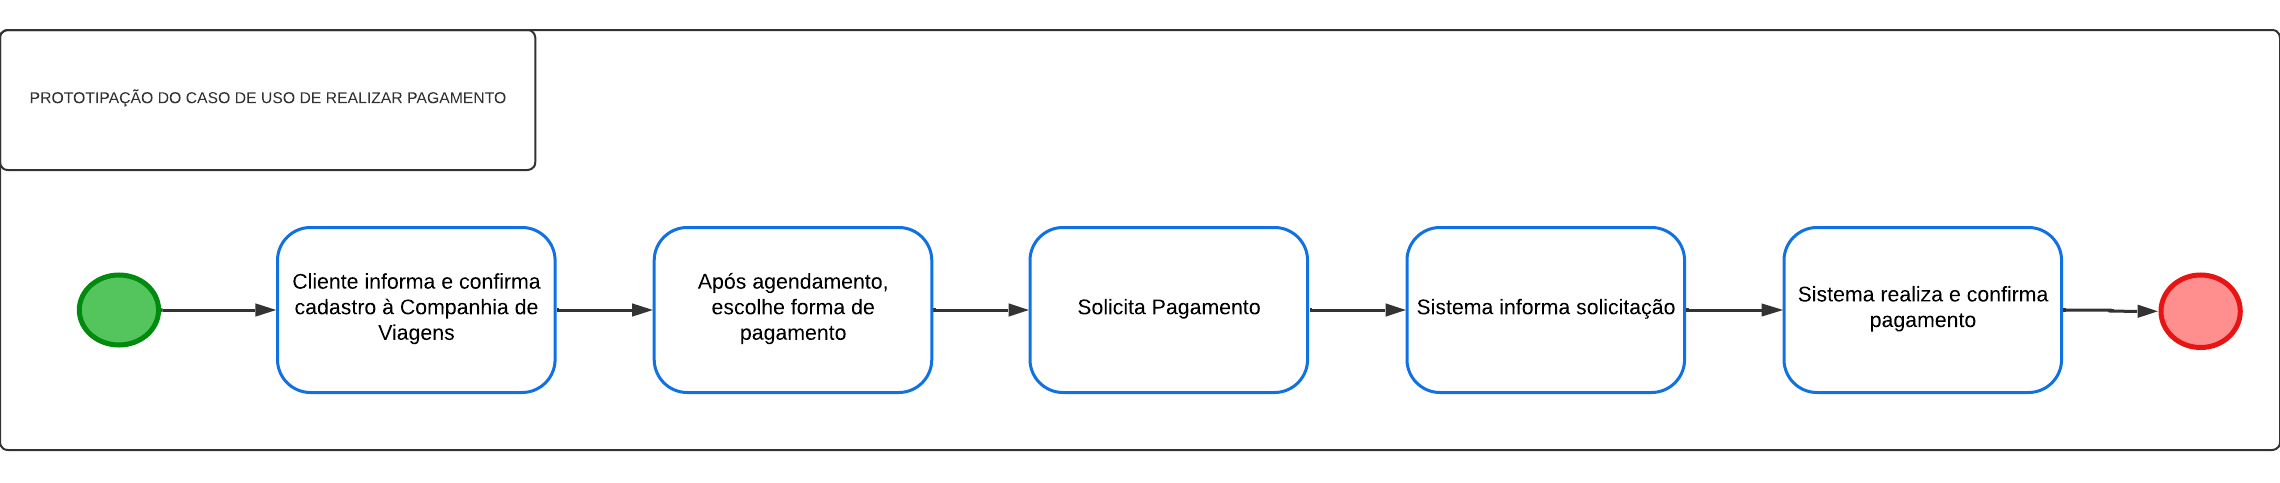 PROTOTIPAÇÃO DO CASO DE USO DE REALIZAR PAGAMENTO
Cliente informa e confirma
cadastro à Companhia de
Viagens
Após agendamento,
escolhe forma de
pagamento
Solicita Pagamento
Sistema informa solicitação
Sistema realiza e confirma
pagamento